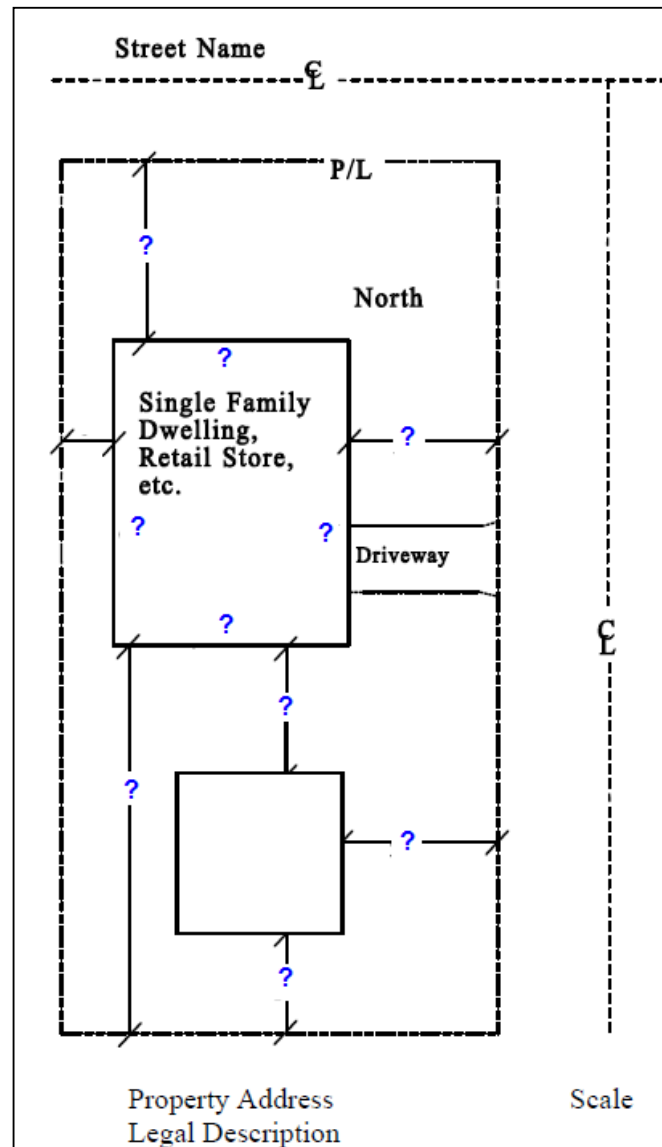 Street Name
℄
P/L
?
North
?
Single Family
Dwelling,
Retail Store,
etc.
?
?
?
Driveway
?
℄
?
?
?
?
Property Address Scale
Legal Description